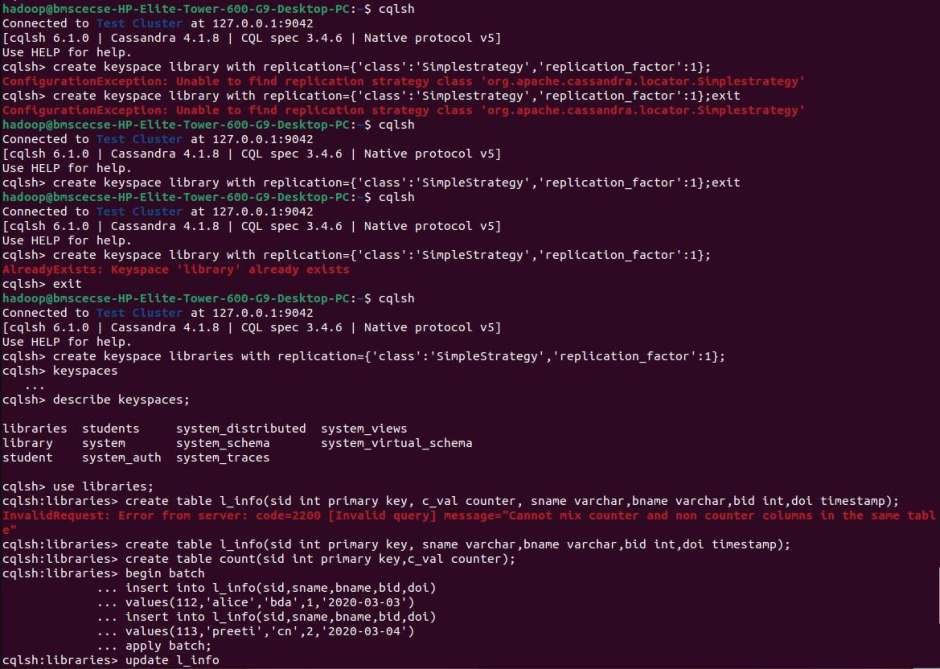 hadoop@bmscecse-HP-Elite-Tower-600-G9-Desktop-PC:~$ cqlsh
Connected to Test Cluster at 127.0.0.1:9042
[cqlsh 6.1.0 | Cassandra 4.1.8 | CQL spec 3.4.6 | Native protocol v5]
Use HELP for help.
cqlsh> create keyspace library with replication={'class':'Simplestrategy','replication_factor':1};
ConfigurationException: Unable to find replication strategy class 'org.apache.cassandra.locator.Simplestrategy'
cqlsh> create keyspace library with replication={'class':'Simplestrategy','replication_factor':1};exit
ConfigurationException: Unable to find replication strategy class 'org.apache.cassandra.locator.Simplestrategy'
hadoop@bmscecse-HP-Elite-Tower-600-G9-Desktop-PC:~$ cqlsh
Connected to Test Cluster at 127.0.0.1:9042
[cqlsh 6.1.0 | Cassandra 4.1.8 | CQL spec 3.4.6 | Native protocol v5]
Use HELP for help.
cqlsh> create keyspace library with replication={'class':'SimpleStrategy','replication_factor':1};exit
hadoop@bmscecse-HP-Elite-Tower-600-G9-Desktop-PC:~$ cqlsh
Connected to Test Cluster at 127.0.0.1:9042
[cqlsh 6.1.0 | Cassandra 4.1.8 | CQL spec 3.4.6 | Native protocol v5]
Use HELP for help.
cqlsh> create keyspace library with replication={'class':'SimpleStrategy','replication_factor':1};
AlreadyExists: Keyspace 'library' already exists
cqlsh> exit
hadoop@bmscecse-HP-Elite-Tower-600-G9-Desktop-PC:~$ cqlsh
Connected to Test Cluster at 127.0.0.1:9042
[cqlsh 6.1.0 | Cassandra 4.1.8 | CQL spec 3.4.6 | Native protocol v5]
Use HELP for help.
cqlsh> create keyspace libraries with replication={'class':'SimpleStrategy','replication_factor':1};
cqlsh> keyspaces
   ...
cqlsh> describe keyspaces;

libraries  students     system_distributed  system_views
library    system       system_schema       system_virtual_schema
student    system_auth  system_traces

cqlsh> use libraries;
cqlsh:libraries> create table l_info(sid int primary key, c_val counter, sname varchar,bname varchar,bid int,doi timestamp);
InvalidRequest: Error from server: code=2200 [Invalid query] message="Cannot mix counter and non counter columns in the same tabl
e"
cqlsh:libraries> create table l_info(sid int primary key, sname varchar,bname varchar,bid int,doi timestamp);
cqlsh:libraries> create table count(sid int primary key,c_val counter);
cqlsh:libraries> begin batch
             ... insert into l_info(sid,sname,bname,bid,doi)
             ... values(112,'alice','bda',1,'2020-03-03')
             ... insert into l_info(sid,sname,bname,bid,doi)
             ... values(113,'preeti','cn',2,'2020-03-04')
             ... apply batch;
cqlsh:libraries> update l_info